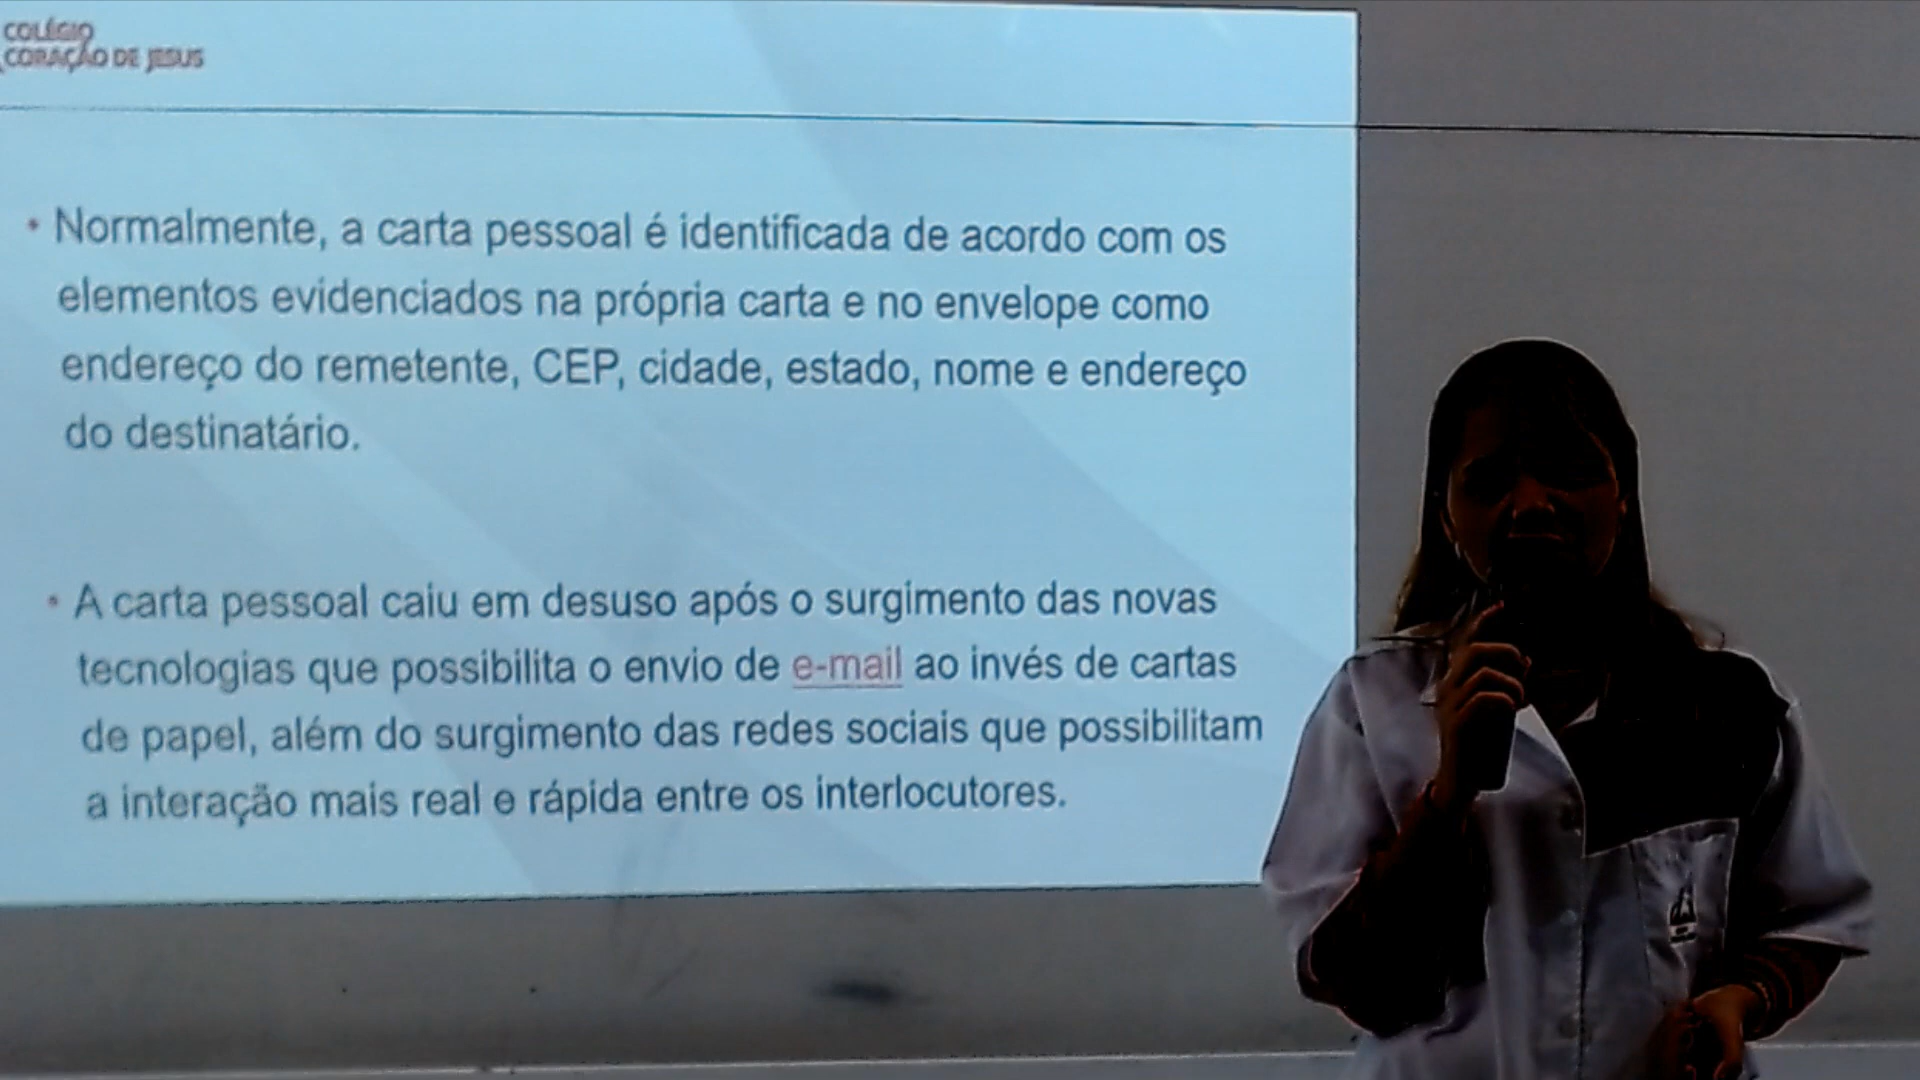 COLÉGIO
CORAÇÃO DE JESUS
• Normalmente, a carta pessoal é identificada de acordo com os
elementos evidenciados na própria carta e no envelope como
endereço do remetente, CEP, cidade, estado, nome e endereço
do destinatário.
• A carta pessoal caiu em desuso após o surgimento das novas
tecnologias que possibilita o envio de e-mail ao invés de cartas
de papel, além do surgimento das redes sociais que possibilitam
a interação mais real e rápida entre os interlocutores.